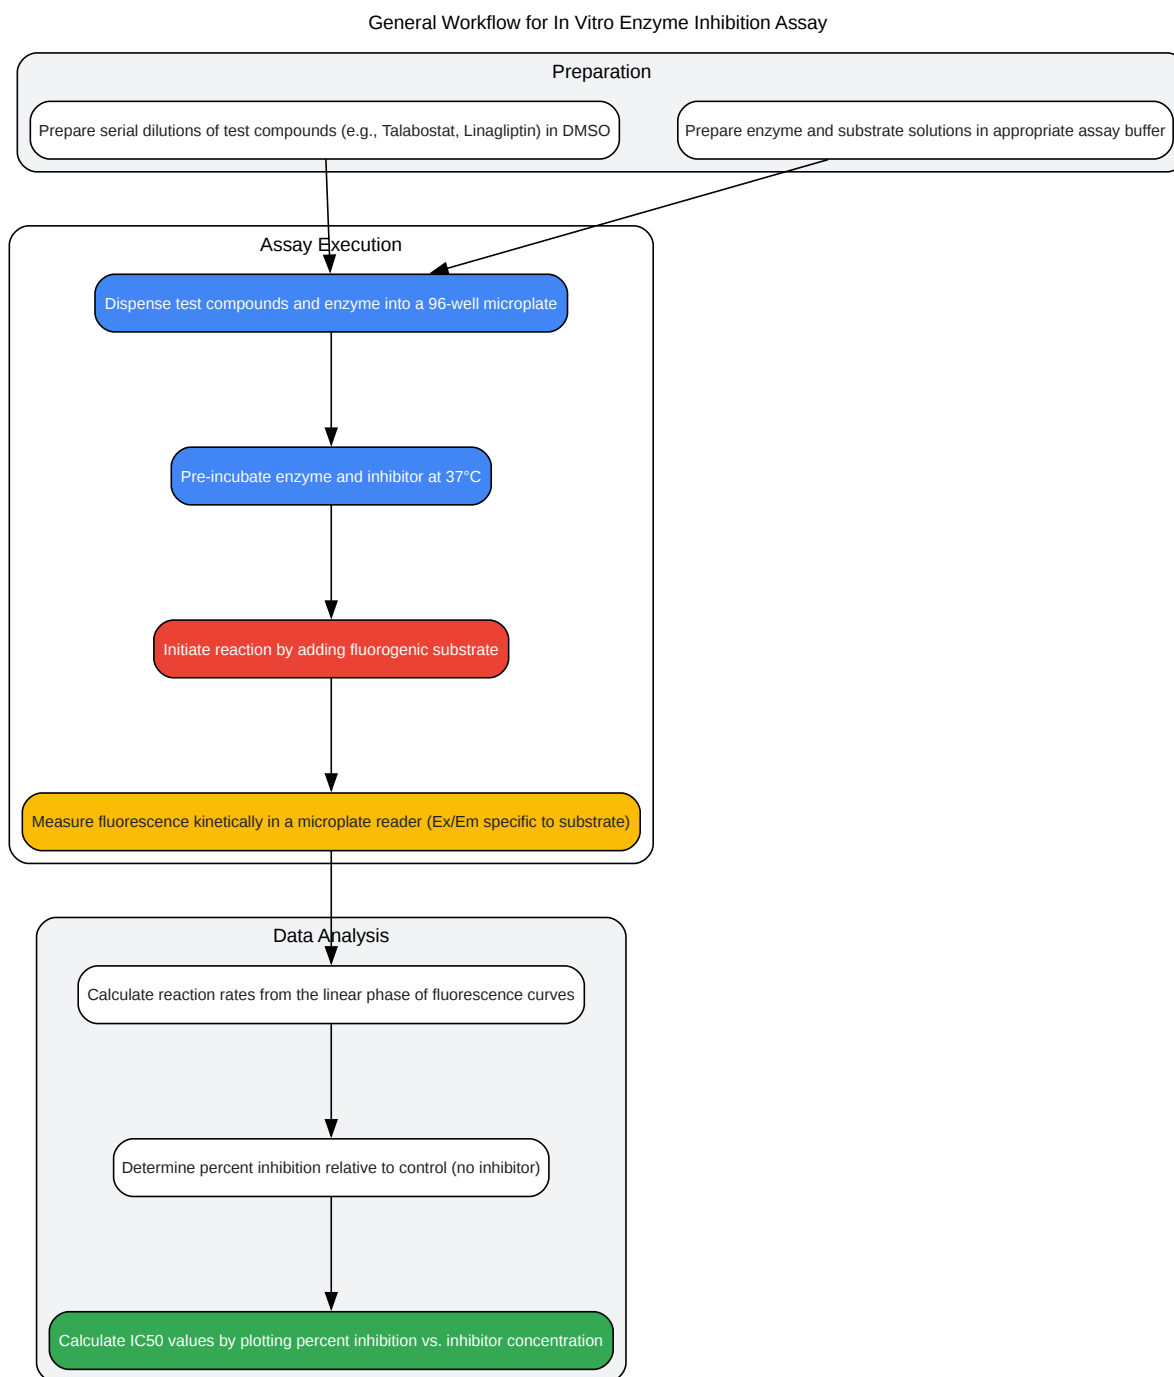 General Workflow for In Vitro Enzyme Inhibition Assay
Preparation
Prepare serial dilutions of test compounds (e.g., Talabostat, Linagliptin) in DMSO
Prepare enzyme and substrate solutions in appropriate assay buffer
Assay Execution
Dispense test compounds and enzyme into a 96-well microplate
Pre-incubate enzyme and inhibitor at 37°C
Initiate reaction by adding fluorogenic substrate
Measure fluorescence kinetically in a microplate reader (Ex/Em specific to substrate)
Data Analysis
Calculate reaction rates from the linear phase of fluorescence curves
Determine percent inhibition relative to control (no inhibitor)
Calculate IC50 values by plotting percent inhibition vs. inhibitor concentration